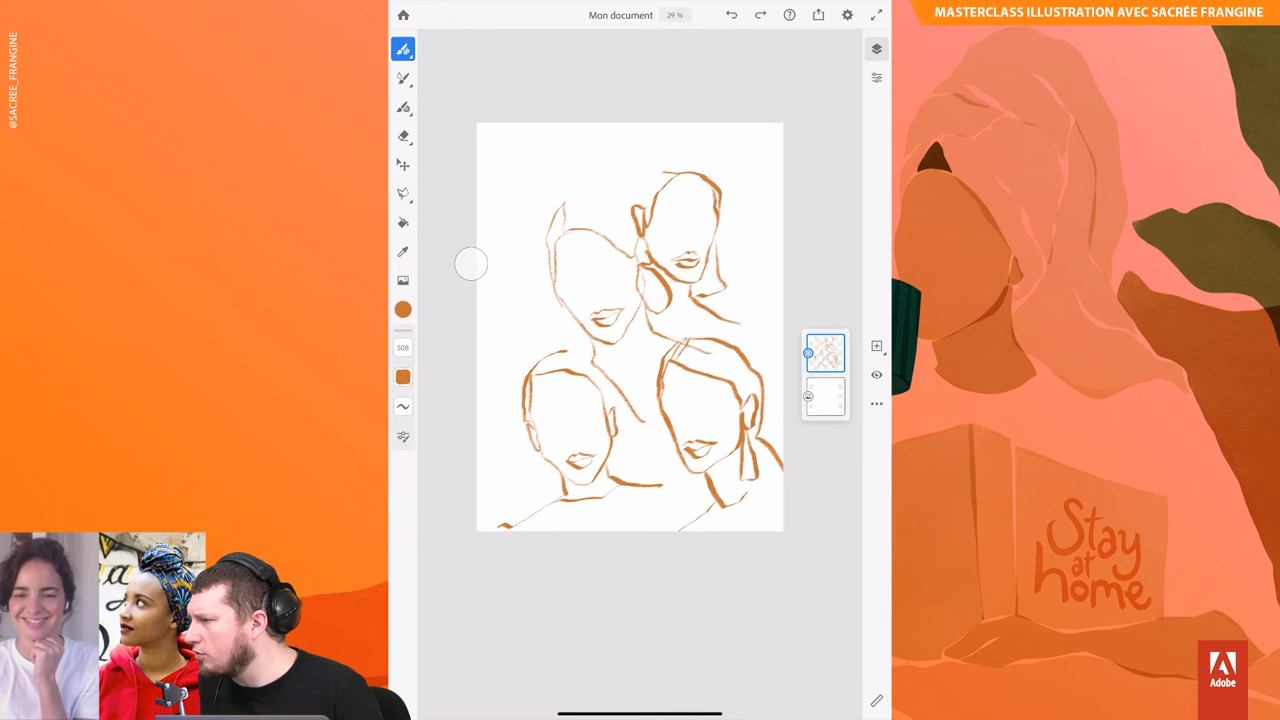 @SACREE_FRANGINE
Mon document
29 %
MASTERCLASS ILLUSTRATION AVEC SACRÉE FRANGINE
508
Stay
at
home
Adobe